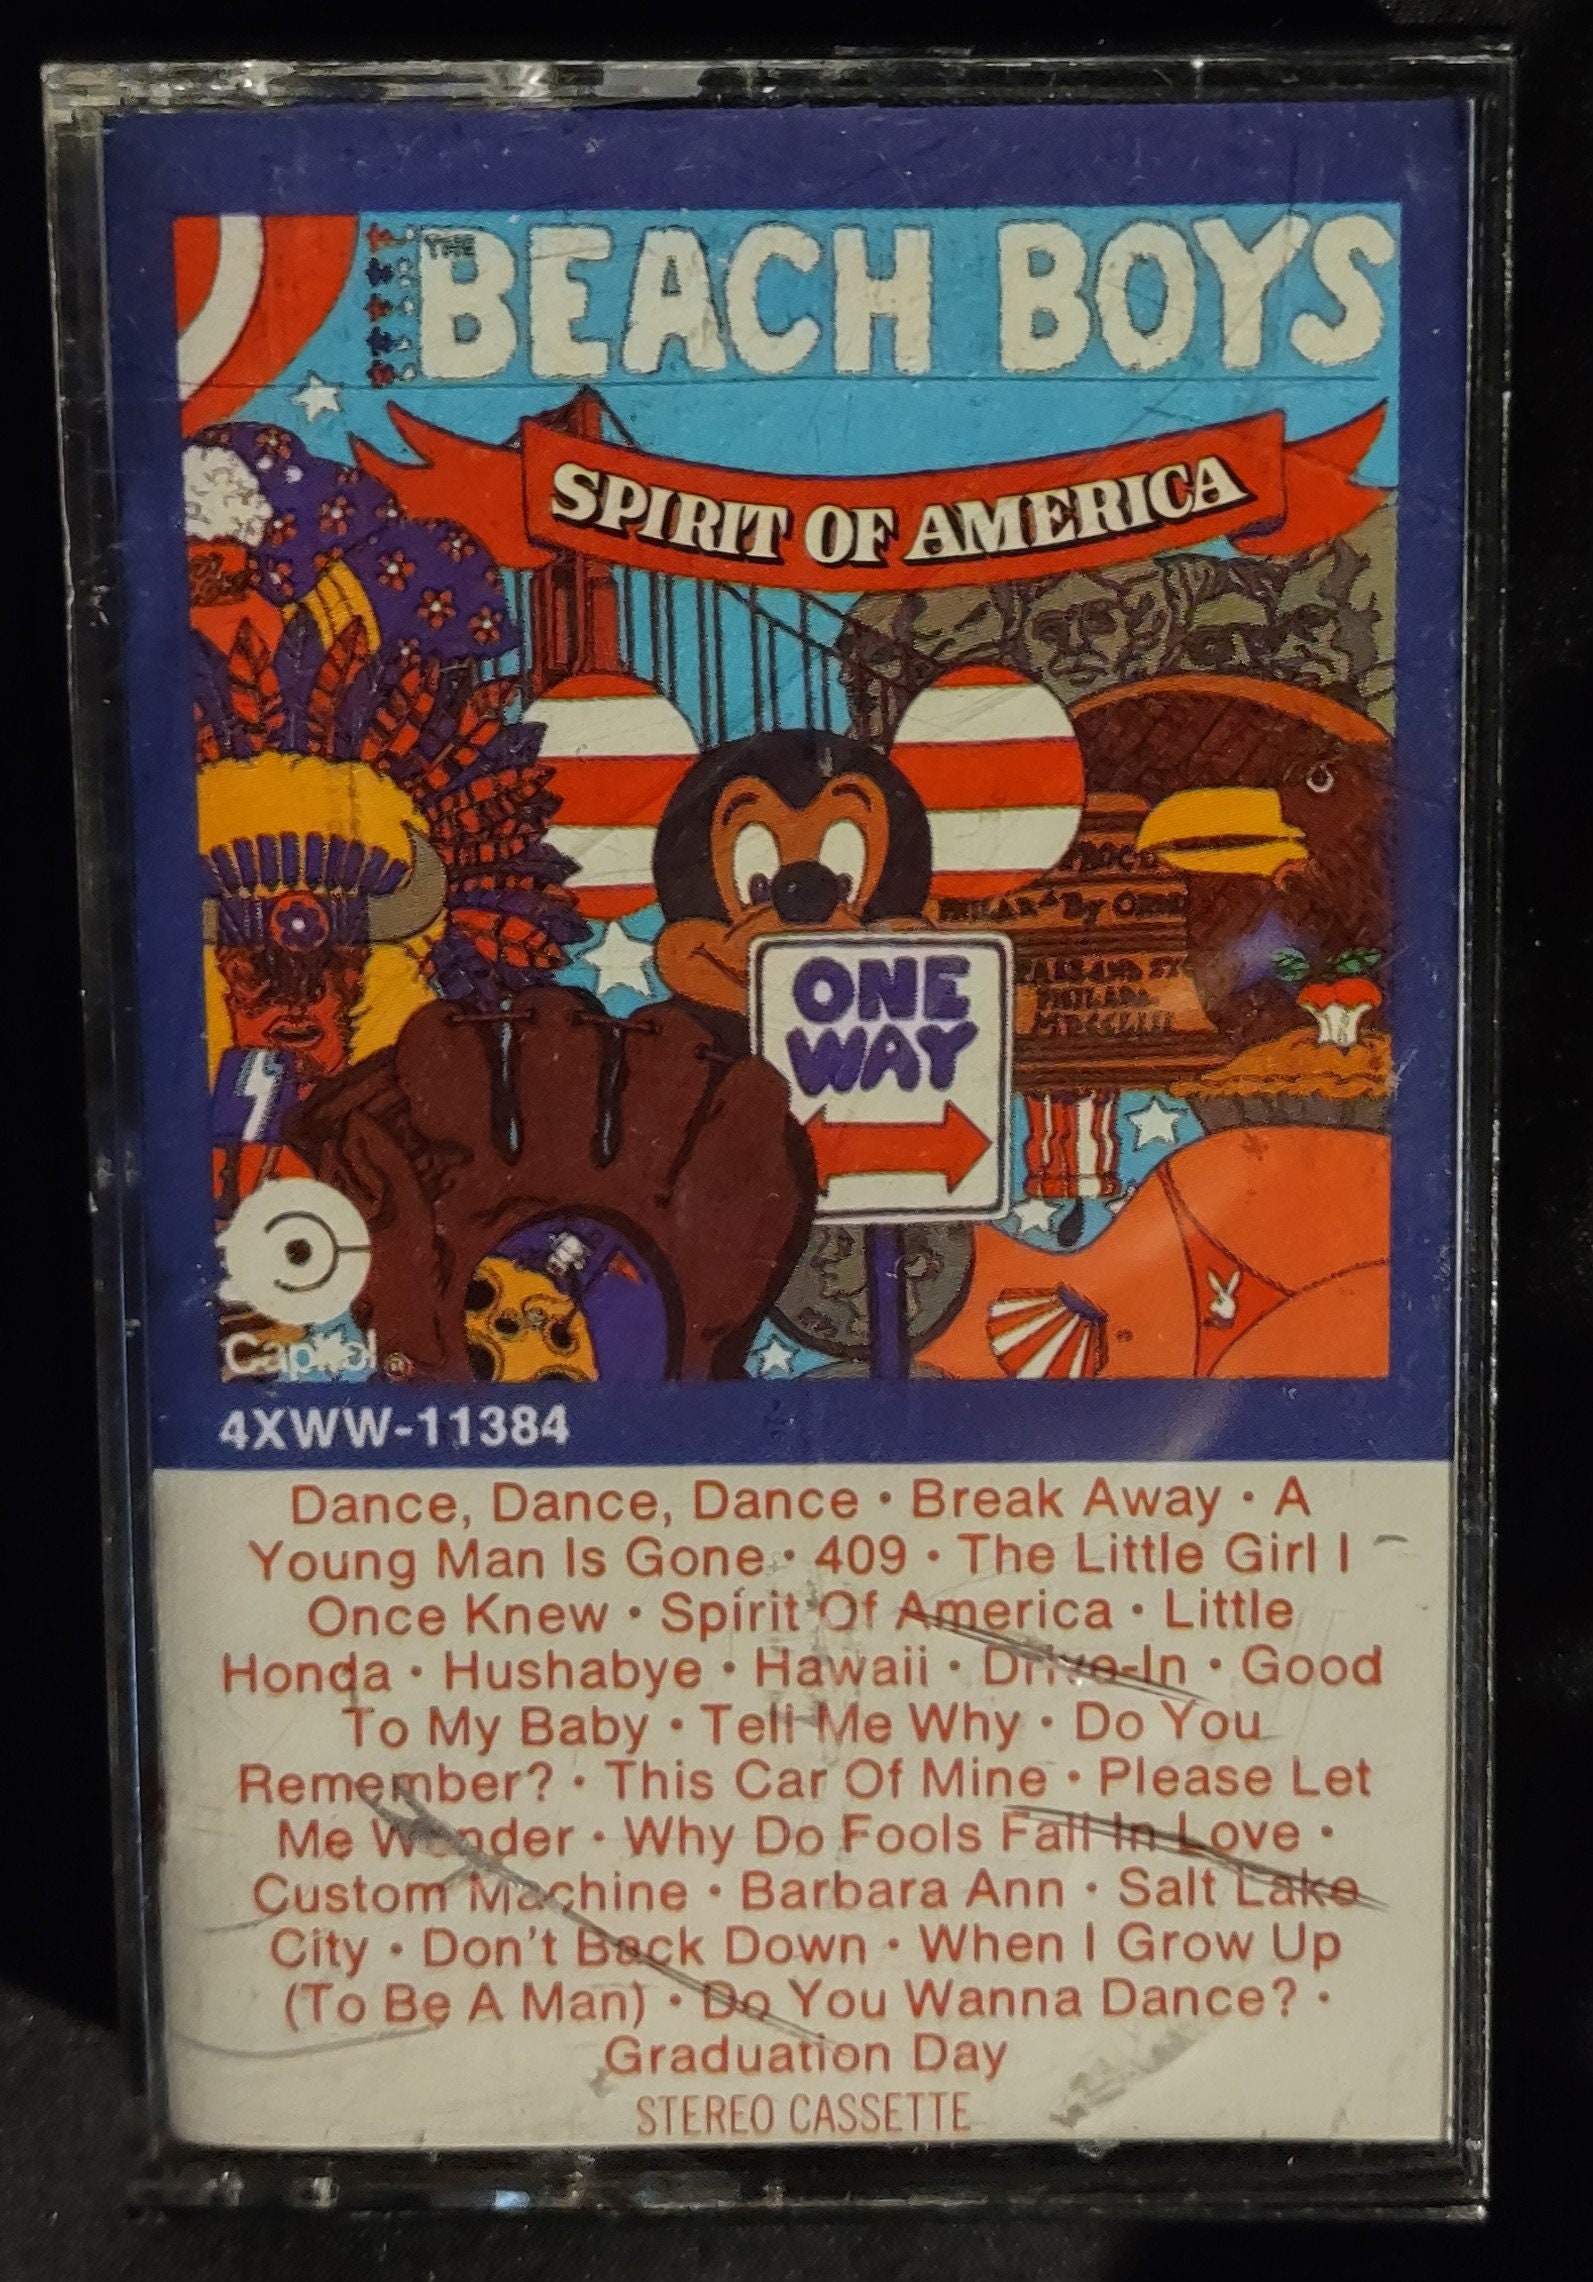 THE
BEACH BOYS
SPIRIT OF AMERICA
By
PHILADA
ONE
WAY
Capitol ®
4XWW-11384
Dance, Dance, Dance • Break Away • A
Young Man Is Gone • 409 • The Little Girl I
Once Knew • Spirit Of America • Little
Honda • Hushabye • Hawaii • Drive-In • Good
To My Baby • Tell Me Why • Do You
Remember? • This Car Of Mine • Please Let
Me Wonder • Why Do Fools Fall In Love •
Custom Machine • Barbara Ann • Salt Lake
City • Don't Back Down • When I Grow Up
(To Be A Man) • Do You Wanna Dance? •
Graduation Day
STEREO CASSETTE